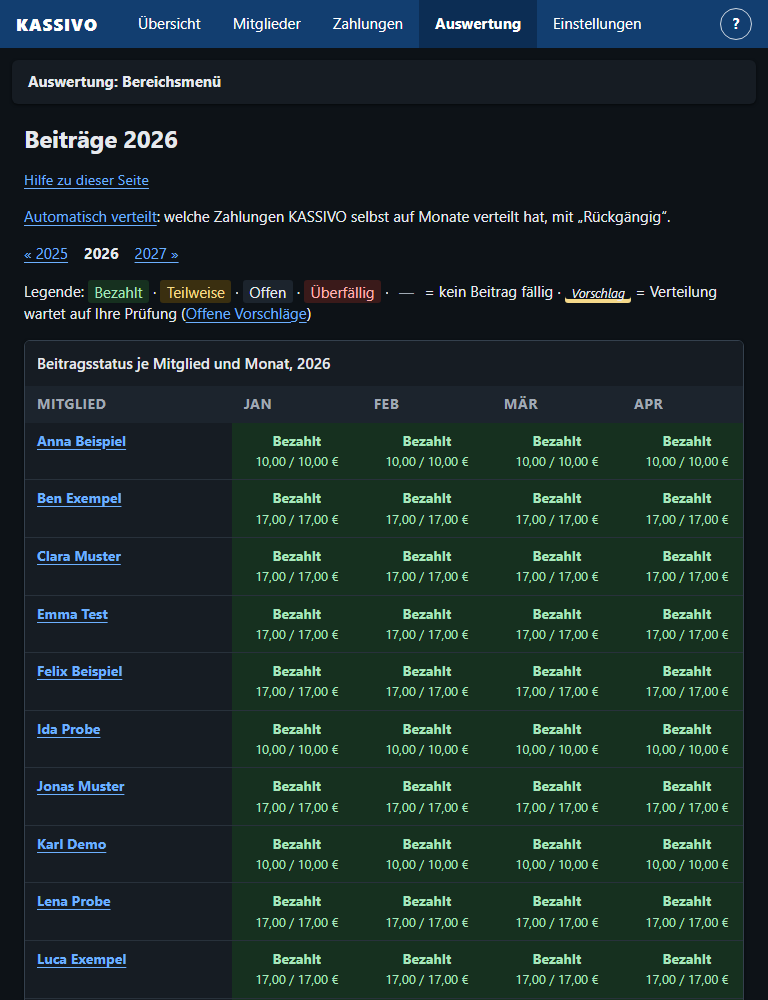 KASSIVO Übersicht Mitglieder Zahlungen Auswertung Einstellungen ?
Auswertung: Bereichsmenü
Beiträge 2026
Hilfe zu dieser Seite
Automatisch verteilt: welche Zahlungen KASSIVO selbst auf Monate verteilt hat, mit „Rückgängig“.
« 2025 2026 2027 »
Legende: Bezahlt · Teilweise · Offen · Überfällig · — = kein Beitrag fällig · Vorschlag = Verteilung
wartet auf Ihre Prüfung (Offene Vorschläge)
Beitragsstatus je Mitglied und Monat, 2026
MITGLIED JAN FEB MÄR APR
Anna Beispiel Bezahlt Bezahlt Bezahlt Bezahlt
10,00 / 10,00 € 10,00 / 10,00 € 10,00 / 10,00 € 10,00 / 10,00 €
Ben Exempel Bezahlt Bezahlt Bezahlt Bezahlt
17,00 / 17,00 € 17,00 / 17,00 € 17,00 / 17,00 € 17,00 / 17,00 €
Clara Muster Bezahlt Bezahlt Bezahlt Bezahlt
17,00 / 17,00 € 17,00 / 17,00 € 17,00 / 17,00 € 17,00 / 17,00 €
Emma Test Bezahlt Bezahlt Bezahlt Bezahlt
17,00 / 17,00 € 17,00 / 17,00 € 17,00 / 17,00 € 17,00 / 17,00 €
Felix Beispiel Bezahlt Bezahlt Bezahlt Bezahlt
17,00 / 17,00 € 17,00 / 17,00 € 17,00 / 17,00 € 17,00 / 17,00 €
Ida Probe Bezahlt Bezahlt Bezahlt Bezahlt
10,00 / 10,00 € 10,00 / 10,00 € 10,00 / 10,00 € 10,00 / 10,00 €
Jonas Muster Bezahlt Bezahlt Bezahlt Bezahlt
17,00 / 17,00 € 17,00 / 17,00 € 17,00 / 17,00 € 17,00 / 17,00 €
Karl Demo Bezahlt Bezahlt Bezahlt Bezahlt
10,00 / 10,00 € 10,00 / 10,00 € 10,00 / 10,00 € 10,00 / 10,00 €
Lena Probe Bezahlt Bezahlt Bezahlt Bezahlt
17,00 / 17,00 € 17,00 / 17,00 € 17,00 / 17,00 € 17,00 / 17,00 €
Luca Exempel Bezahlt Bezahlt Bezahlt Bezahlt
17,00 / 17,00 € 17,00 / 17,00 € 17,00 / 17,00 € 17,00 / 17,00 €